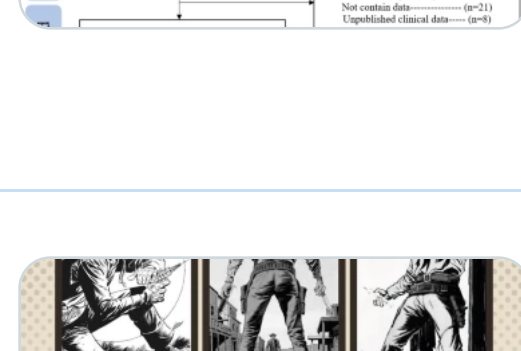 Not contain data--------------- (n=21)
Unpublished clinical data----- (n=8)